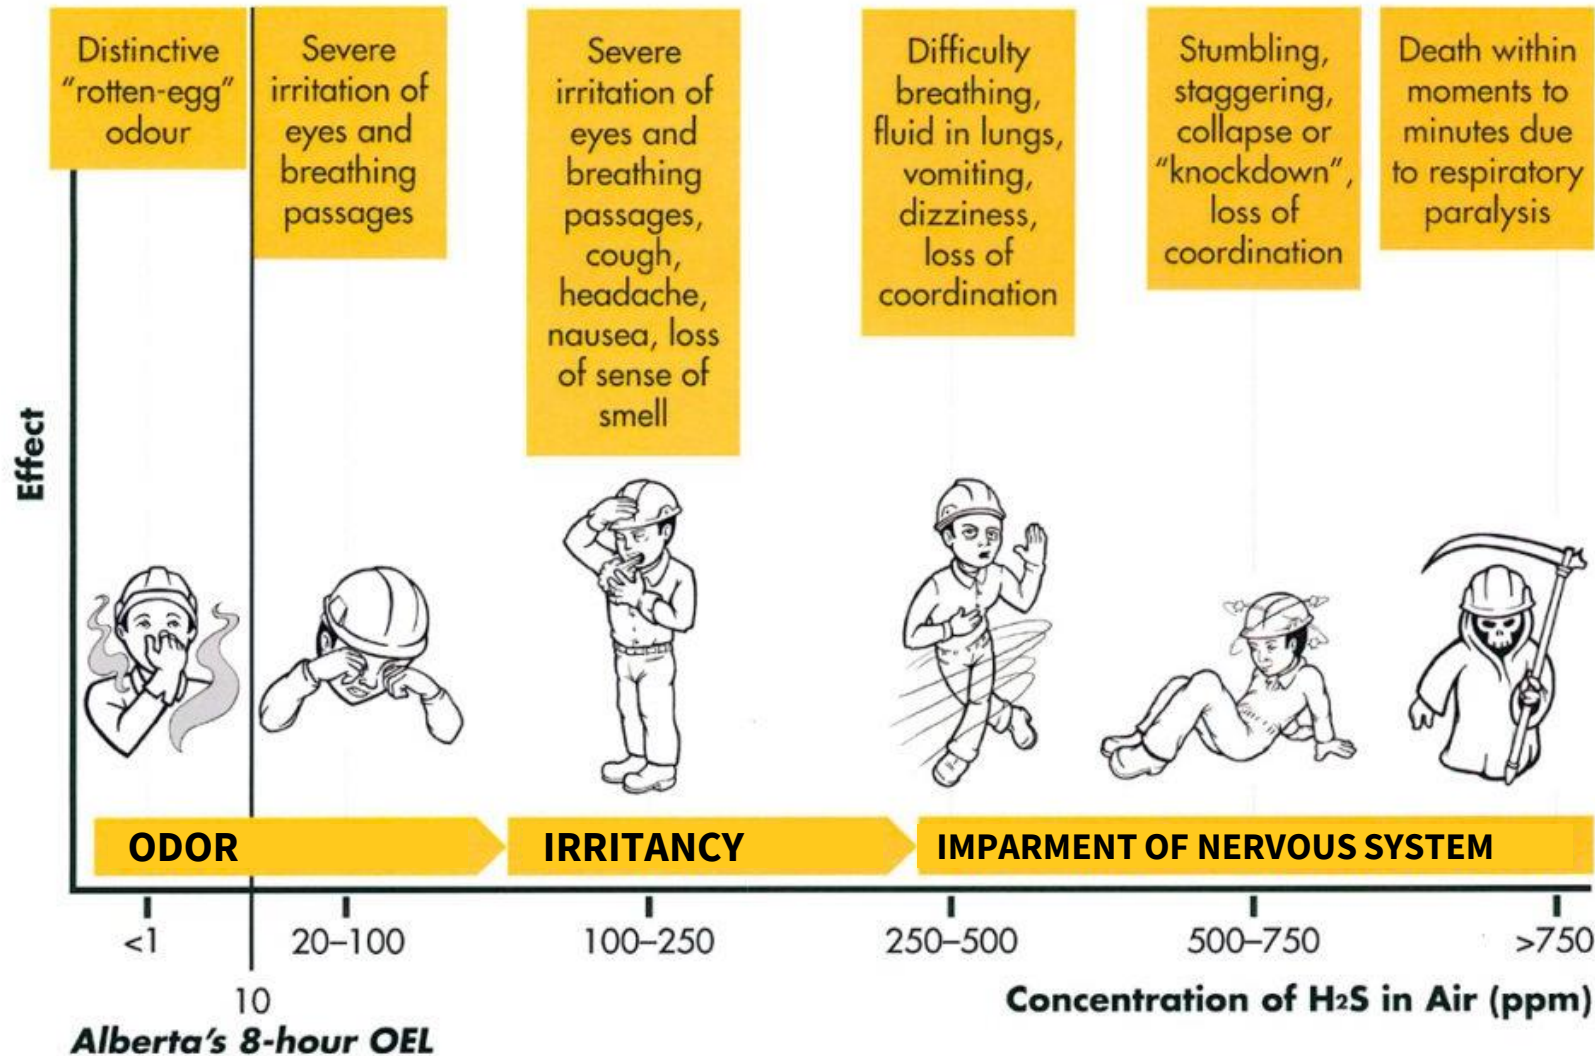 Distinctive
"rotten-egg"
odour
Severe
irritation of
eyes and
breathing
passages
Severe
irritation of
eyes and
breathing
passages,
cough,
headache,
nausea, loss
of sense of
smell
Difficulty
breathing,
fluid in lungs,
vomiting,
dizziness,
loss of
coordination
Stumbling,
staggering,
collapse or
"knockdown",
loss of
coordination
Death within
moments to
minutes due
to respiratory
paralysis
Effect
ODOR
IRRITANCY
IMPARMENT OF NERVOUS SYSTEM
<1
20–100
100–250
250–500
500–750
>750
10
Alberta's 8-hour OEL
Concentration of H2S in Air (ppm)